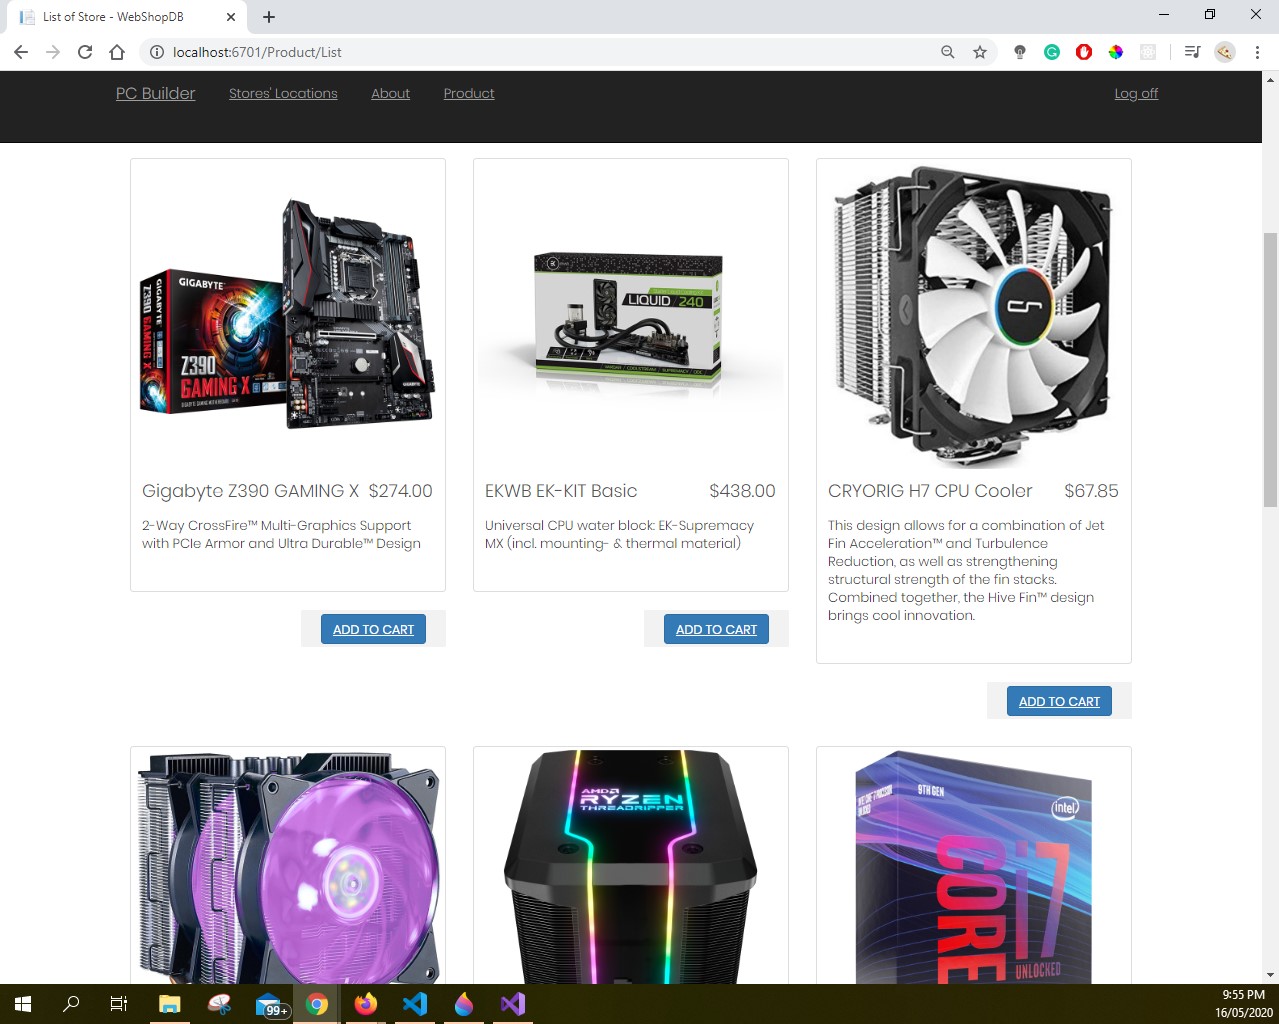 List of Store - WebShopDB
localhost:6701/Product/List
PC Builder
Stores' Locations
About
Product
Log off
GIGABYTE
GIGABYTE
Z390 GAMING X
Z390
GAMING X
LIQUID / 240
Gigabyte Z390 GAMING X $274.00
2-Way CrossFire™ Multi-Graphics Support
with PCIe Armor and Ultra Durable™ Design
ADD TO CART
EKWB EK-KIT Basic $438.00
Universal CPU water block: EK-Supremacy
MX (incl. mounting- & thermal material)
ADD TO CART
CRYORIG H7 CPU Cooler $67.85
This design allows for a combination of Jet
Fin Acceleration™ and Turbulence
Reduction, as well as strengthening
structural strength of the fin stacks.
Combined together, the Hive Fin™ design
brings cool innovation.
ADD TO CART
AMD
RYZEN
THREADRIPPER
9TH GEN
intel
CORE
i7
UNLOCKED
99+
9:55 PM
16/05/2020